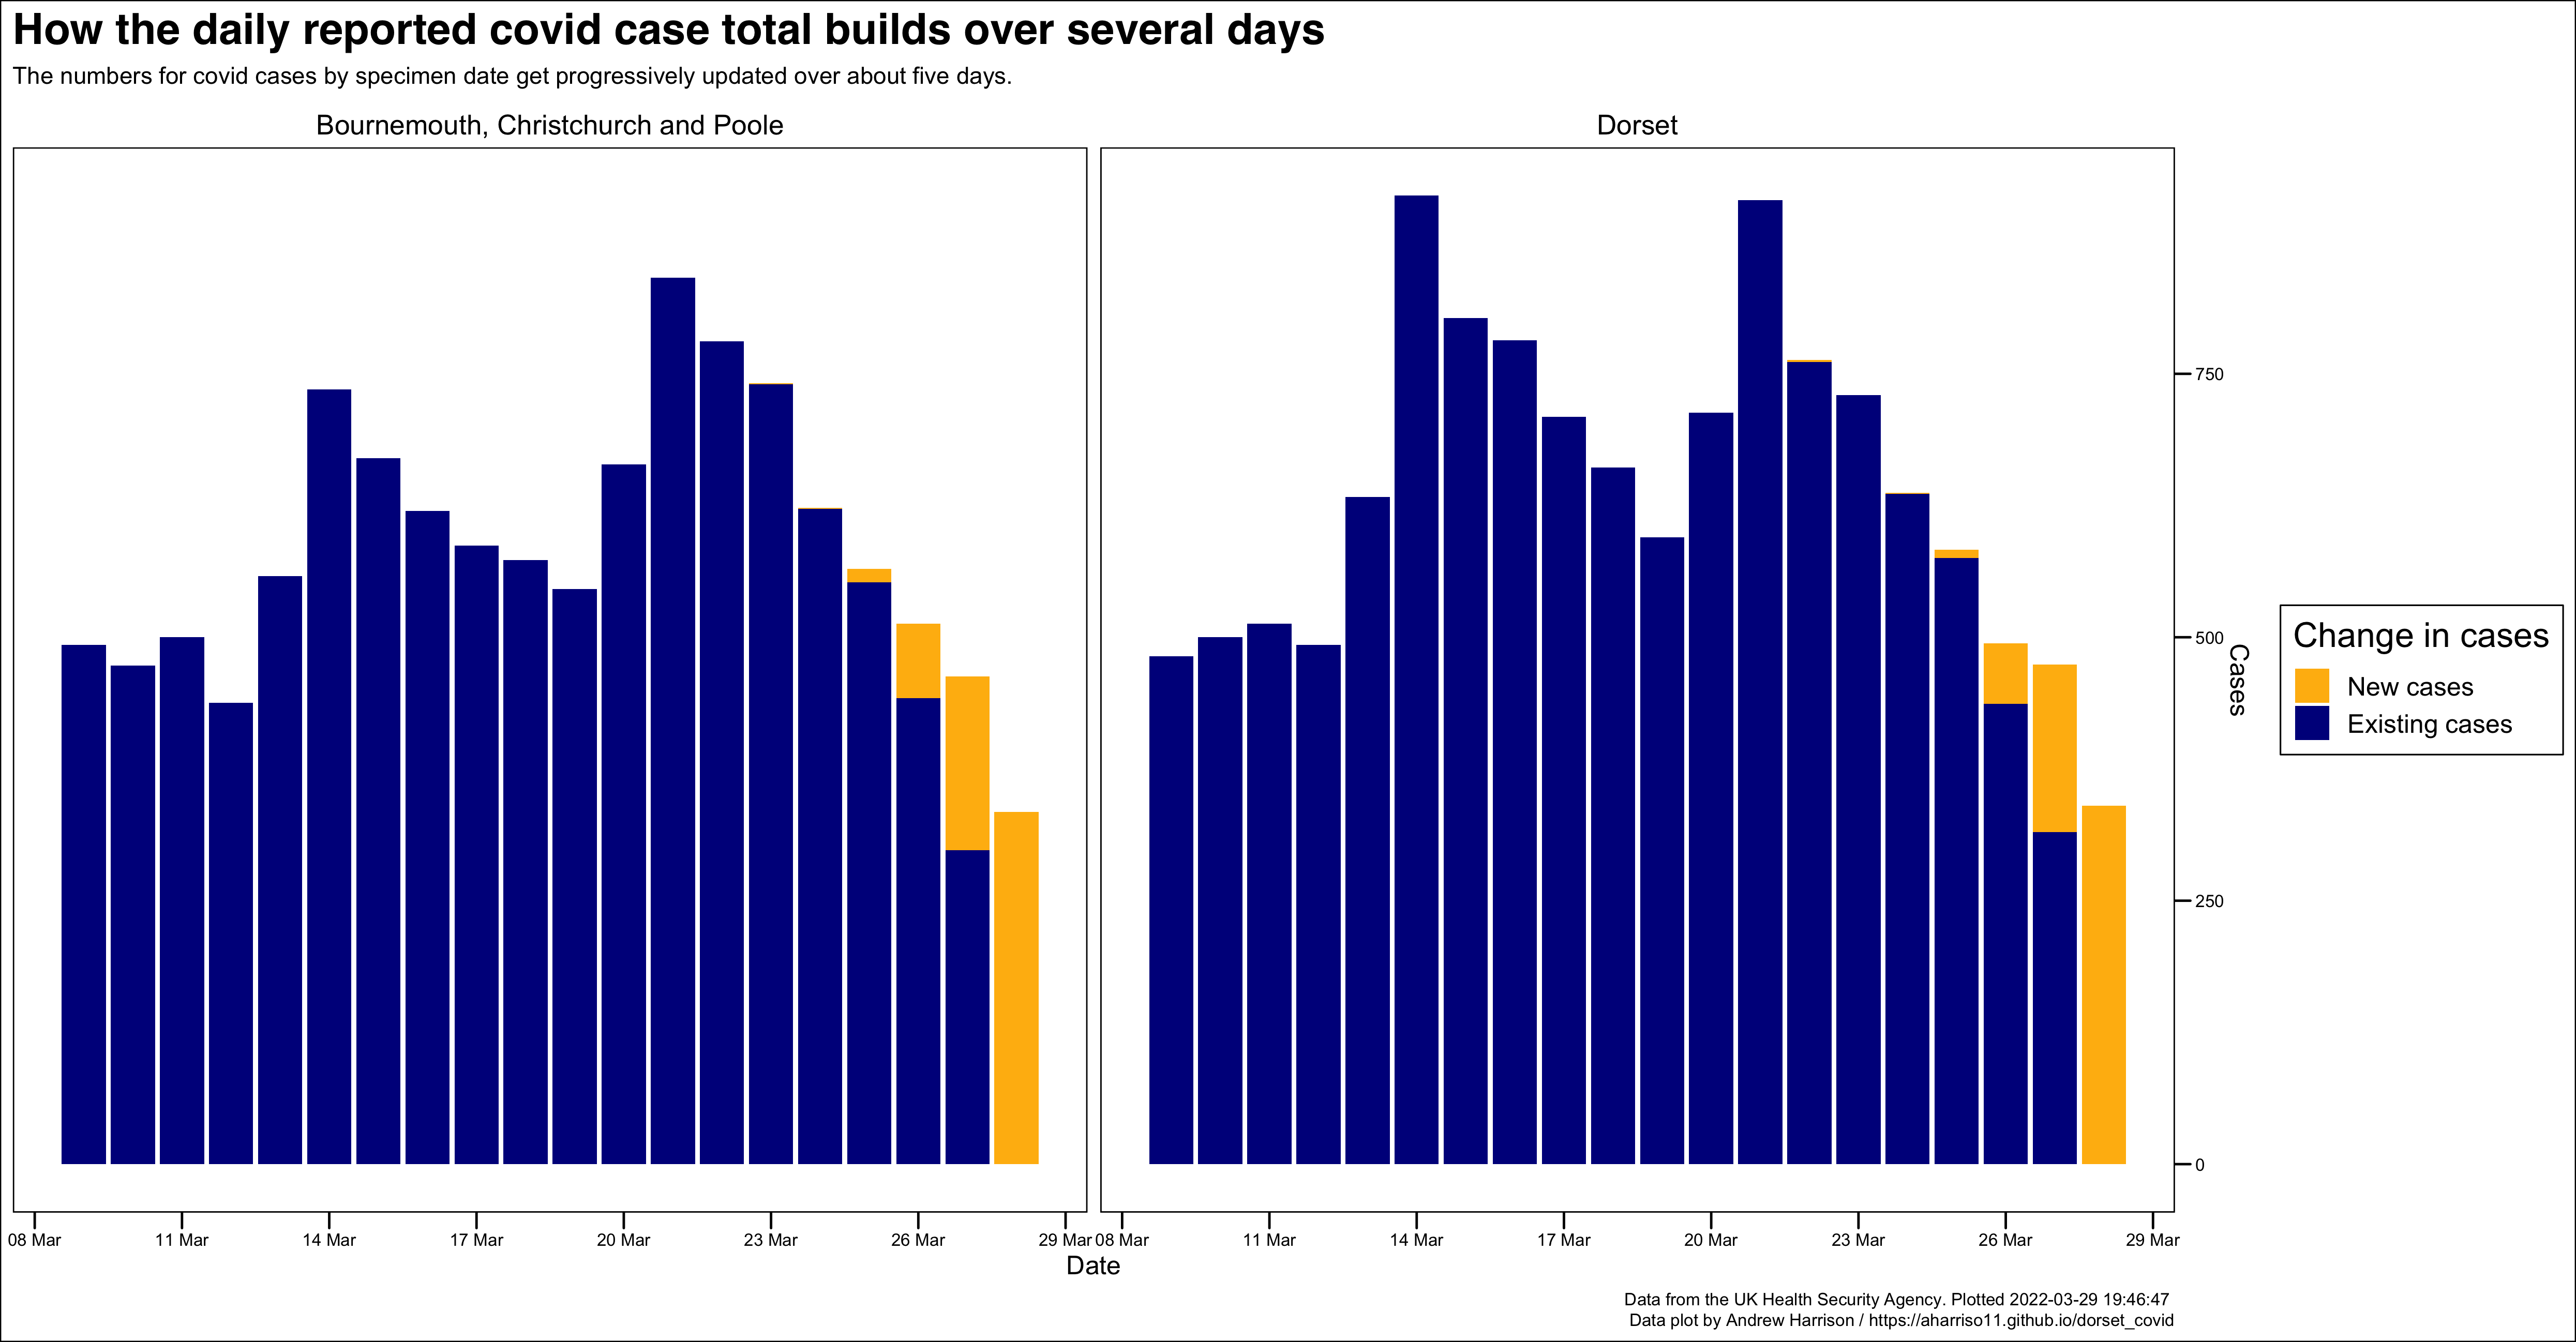 How the daily reported covid case total builds over several days
The numbers for covid cases by specimen date get progressively updated over about five days.
Bournemouth, Christchurch and Poole
Dorset
750
500
250
0
Cases
Change in cases
New cases
Existing cases
08 Mar 11 Mar 14 Mar 17 Mar 20 Mar 23 Mar 26 Mar 29 Mar 08 Mar 11 Mar 14 Mar 17 Mar 20 Mar 23 Mar 26 Mar 29 Mar
Date
Data from the UK Health Security Agency. Plotted 2022-03-29 19:46:47
Data plot by Andrew Harrison / https://aharriso11.github.io/dorset_covid